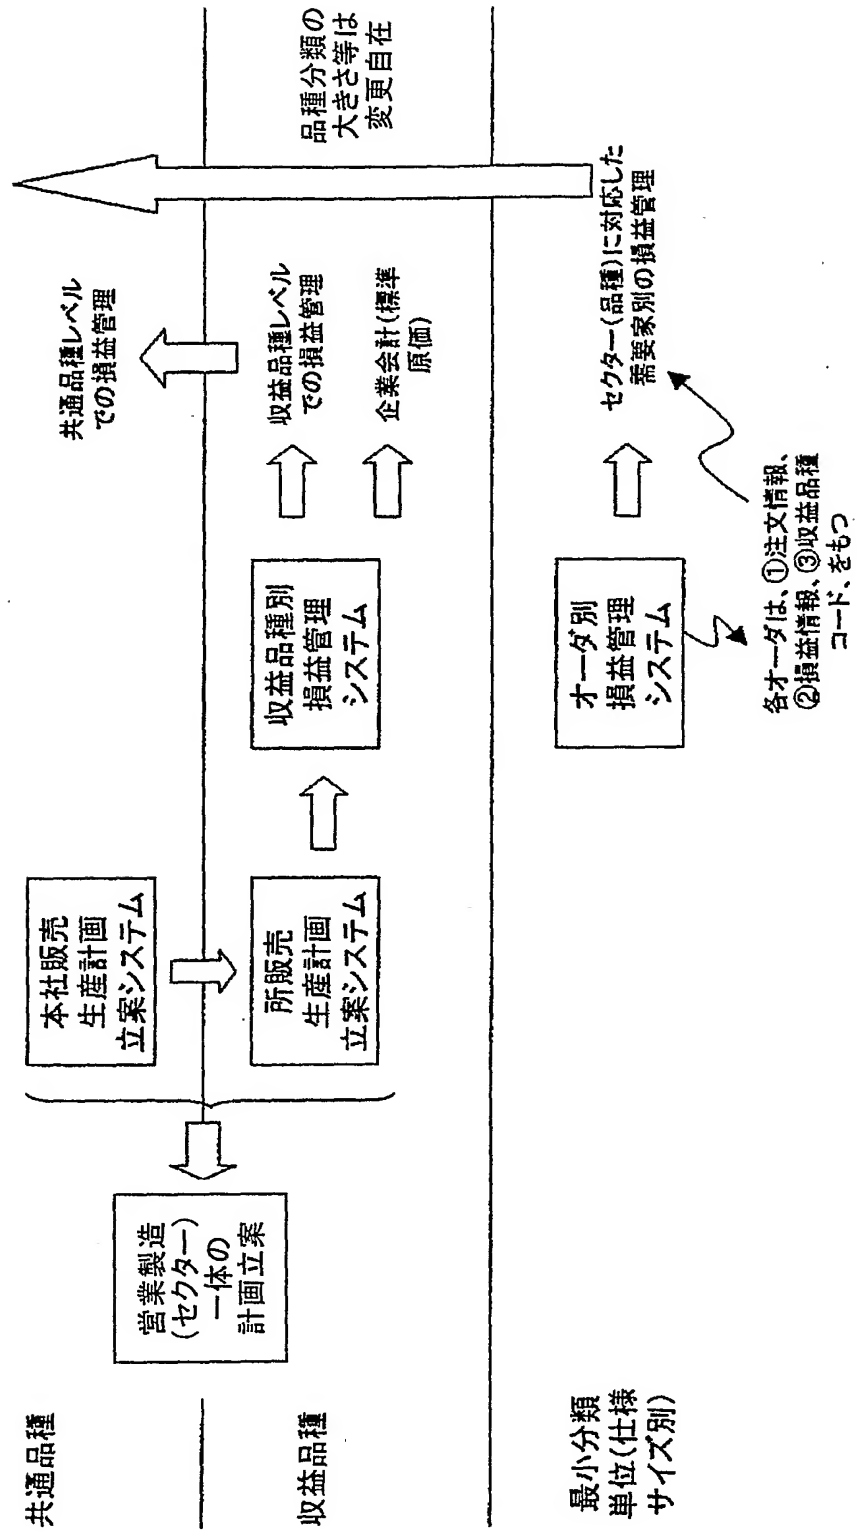 共通品種
収益品種
最小分類
単位(仕様
サイズ別)
営業製造
(セクター)
一体の
計画立案
本社販売
生産計画
立案システム
所販売
生産計画
立案システム
収益品種別
損益管理
システム
オーダ別
損益管理
システム
各オーダは、①注文情報、
②損益情報、③収益品種
コード、をもつ
共通品種レベル
での損益管理
収益品種レベル
での損益管理
企業会計(標準
原価)
セクター(品種)に対応した
需要家別の損益管理
品種分類の
大きさ等は
変更自在